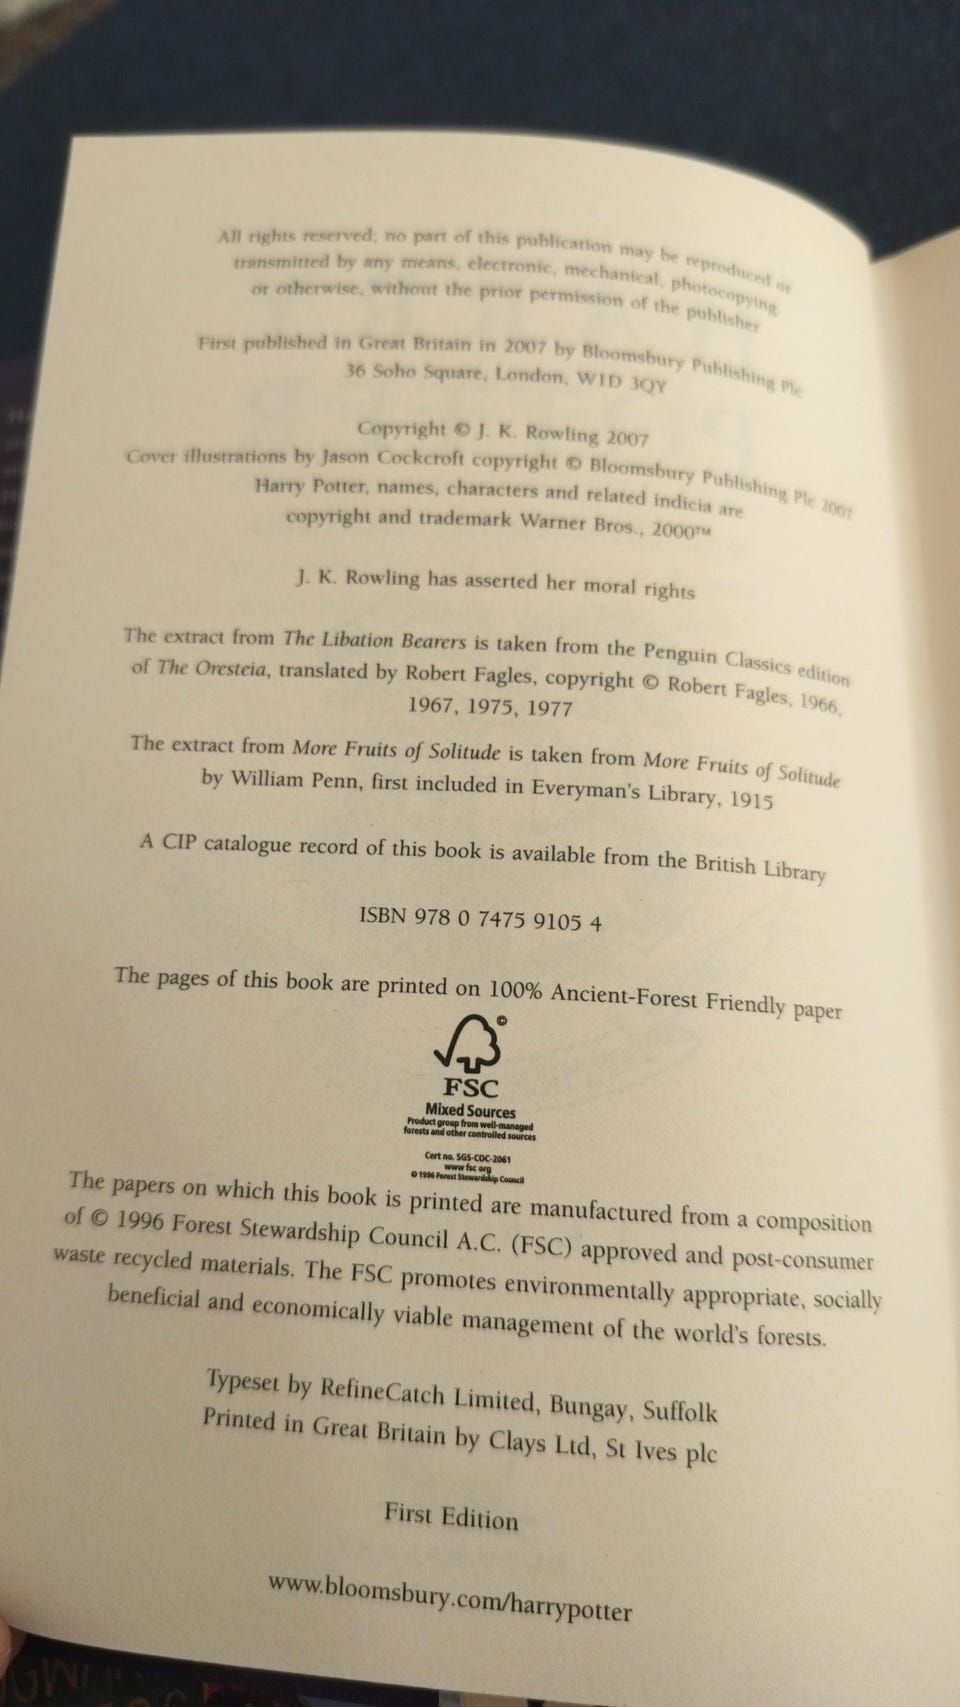 All rights reserved; no part of this publication may be reproduced or
transmitted by any means, electronic, mechanical, photocopying
or otherwise, without the prior permission of the publisher
First published in Great Britain in 2007 by Bloomsbury Publishing Plc
36 Soho Square, London, W1D 3QY
Copyright © J. K. Rowling 2007
Cover illustrations by Jason Cockcroft copyright © Bloomsbury Publishing Plc 2007
Harry Potter, names, characters and related indicia are
copyright and trademark Warner Bros., 2000™
J. K. Rowling has asserted her moral rights
The extract from The Libation Bearers is taken from the Penguin Classics edition
of The Oresteia, translated by Robert Fagles, copyright © Robert Fagles, 1966,
1967, 1975, 1977
The extract from More Fruits of Solitude is taken from More Fruits of Solitude
by William Penn, first included in Everyman's Library, 1915
A CIP catalogue record of this book is available from the British Library
ISBN 978 0 7475 9105 4
The pages of this book are printed on 100% Ancient-Forest Friendly paper
©
FSC
Mixed Sources
Product group from well-managed
forests and other controlled sources
Cert no. SGS-COC-2061
www.fsc.org
© 1996 Forest Stewardship Council
The papers on which this book is printed are manufactured from a composition
of © 1996 Forest Stewardship Council A.C. (FSC) approved and post-consumer
waste recycled materials. The FSC promotes environmentally appropriate, socially
beneficial and economically viable management of the world's forests.
Typeset by RefineCatch Limited, Bungay, Suffolk
Printed in Great Britain by Clays Ltd, St Ives plc
First Edition
www.bloomsbury.com/harrypotter